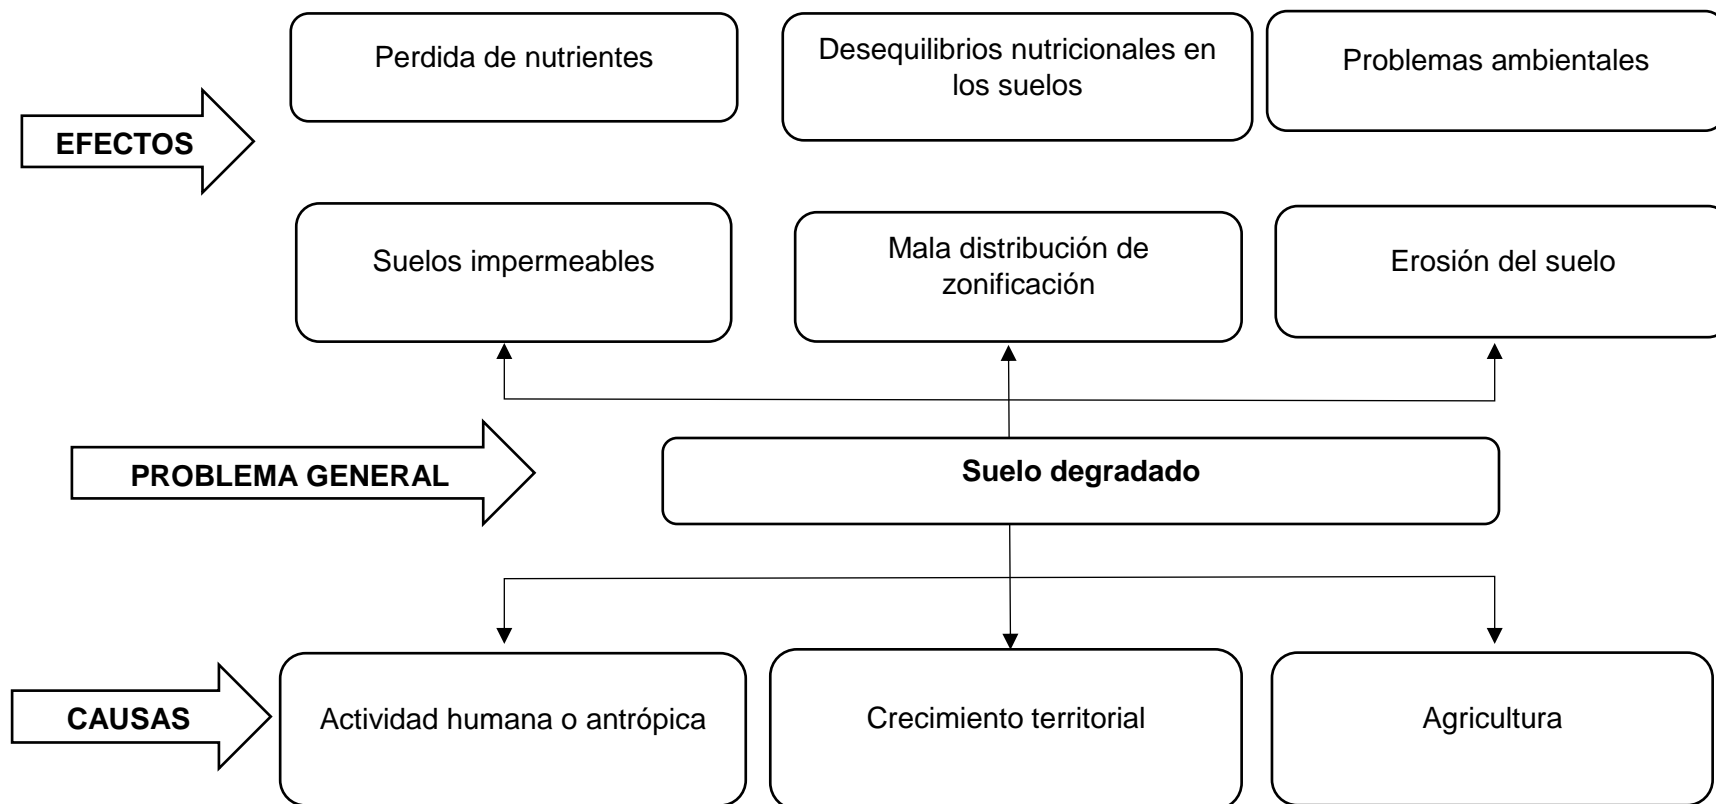 Perdida de nutrientes
Desequilibrios nutricionales en
los suelos
Problemas ambientales
EFECTOS
Suelos impermeables
Mala distribución de
zonificación
Erosión del suelo
PROBLEMA GENERAL
Suelo degradado
CAUSAS
Actividad humana o antrópica
Crecimiento territorial
Agricultura